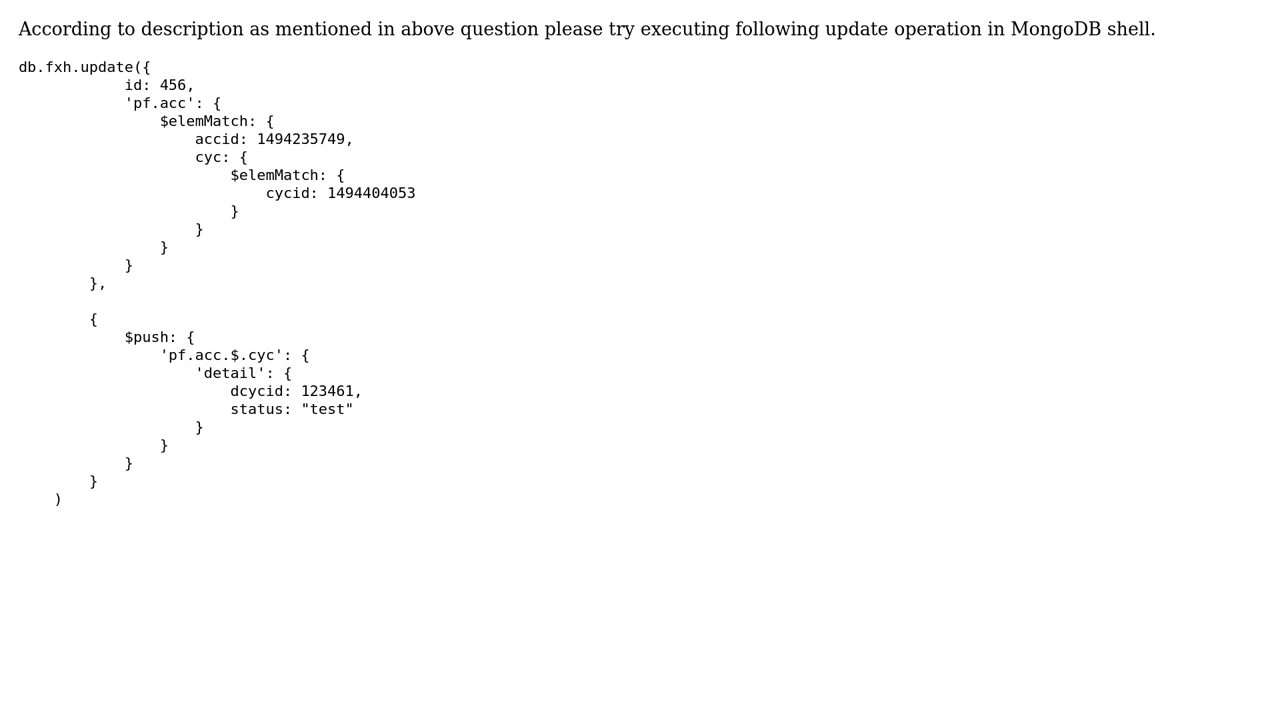 According to description as mentioned in above question please try executing following update operation in MongoDB shell.
db.fxh.update({
            id: 456,
            'pf.acc': {
                $elemMatch: {
                    accid: 1494235749,
                    cyc: {
                        $elemMatch: {
                            cycid: 1494404053
                        }
                    }
                }
            }
        },
        {
            $push: {
                'pf.acc.$.cyc': {
                    'detail': {
                        dcycid: 123461,
                        status: "test"
                    }
                }
            }
        }
    )